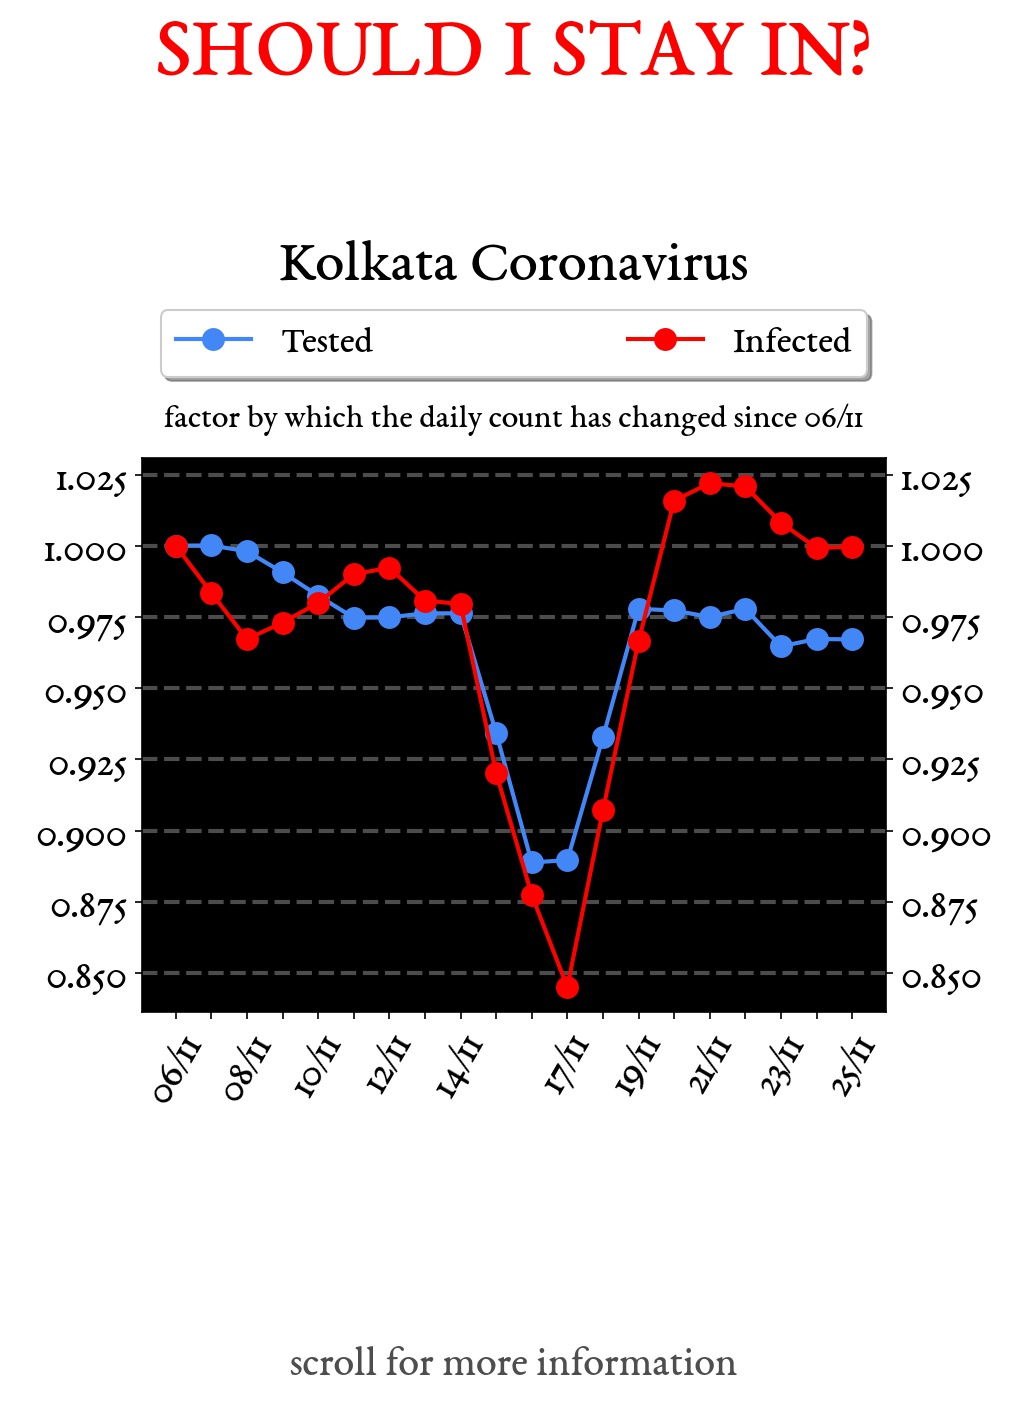 SHOULD I STAY IN?
Kolkata Coronavirus
Tested Infected
factor by which the daily count has changed since 06/11
1.025 1.025
1.000 1.000
0.975 0.975
0.950 0.950
0.925 0.925
0.900 0.900
0.875 0.875
0.850 0.850
06/11 08/11 10/11 12/11 14/11 17/11 19/11 21/11 23/11 25/11
scroll for more information